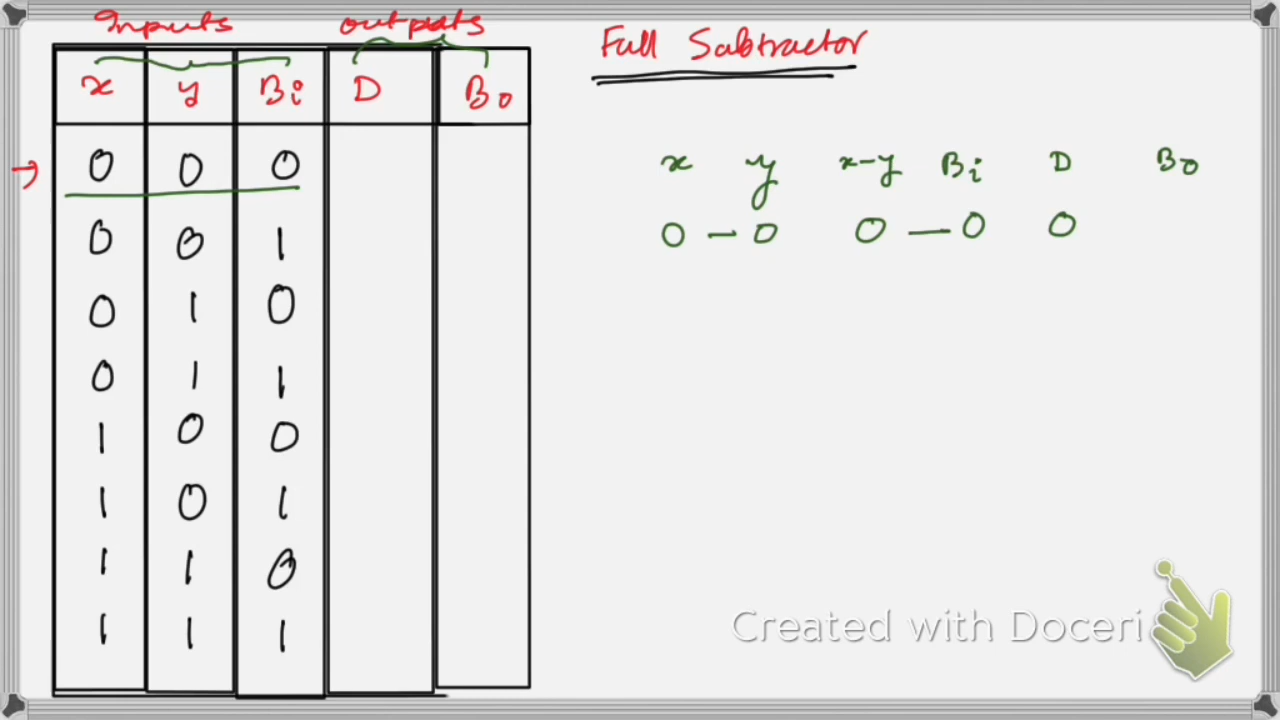 Inputs outputs
Full Subtractor
x y Bi D Bo
x y x-y Bi D Bo
→ 0 0 0
0 - 0 0 - 0 0
0 0 1
0 1 0
0 1 1
1 0 0
1 0 1
1 1 0
1 1 1
Created with Doceri